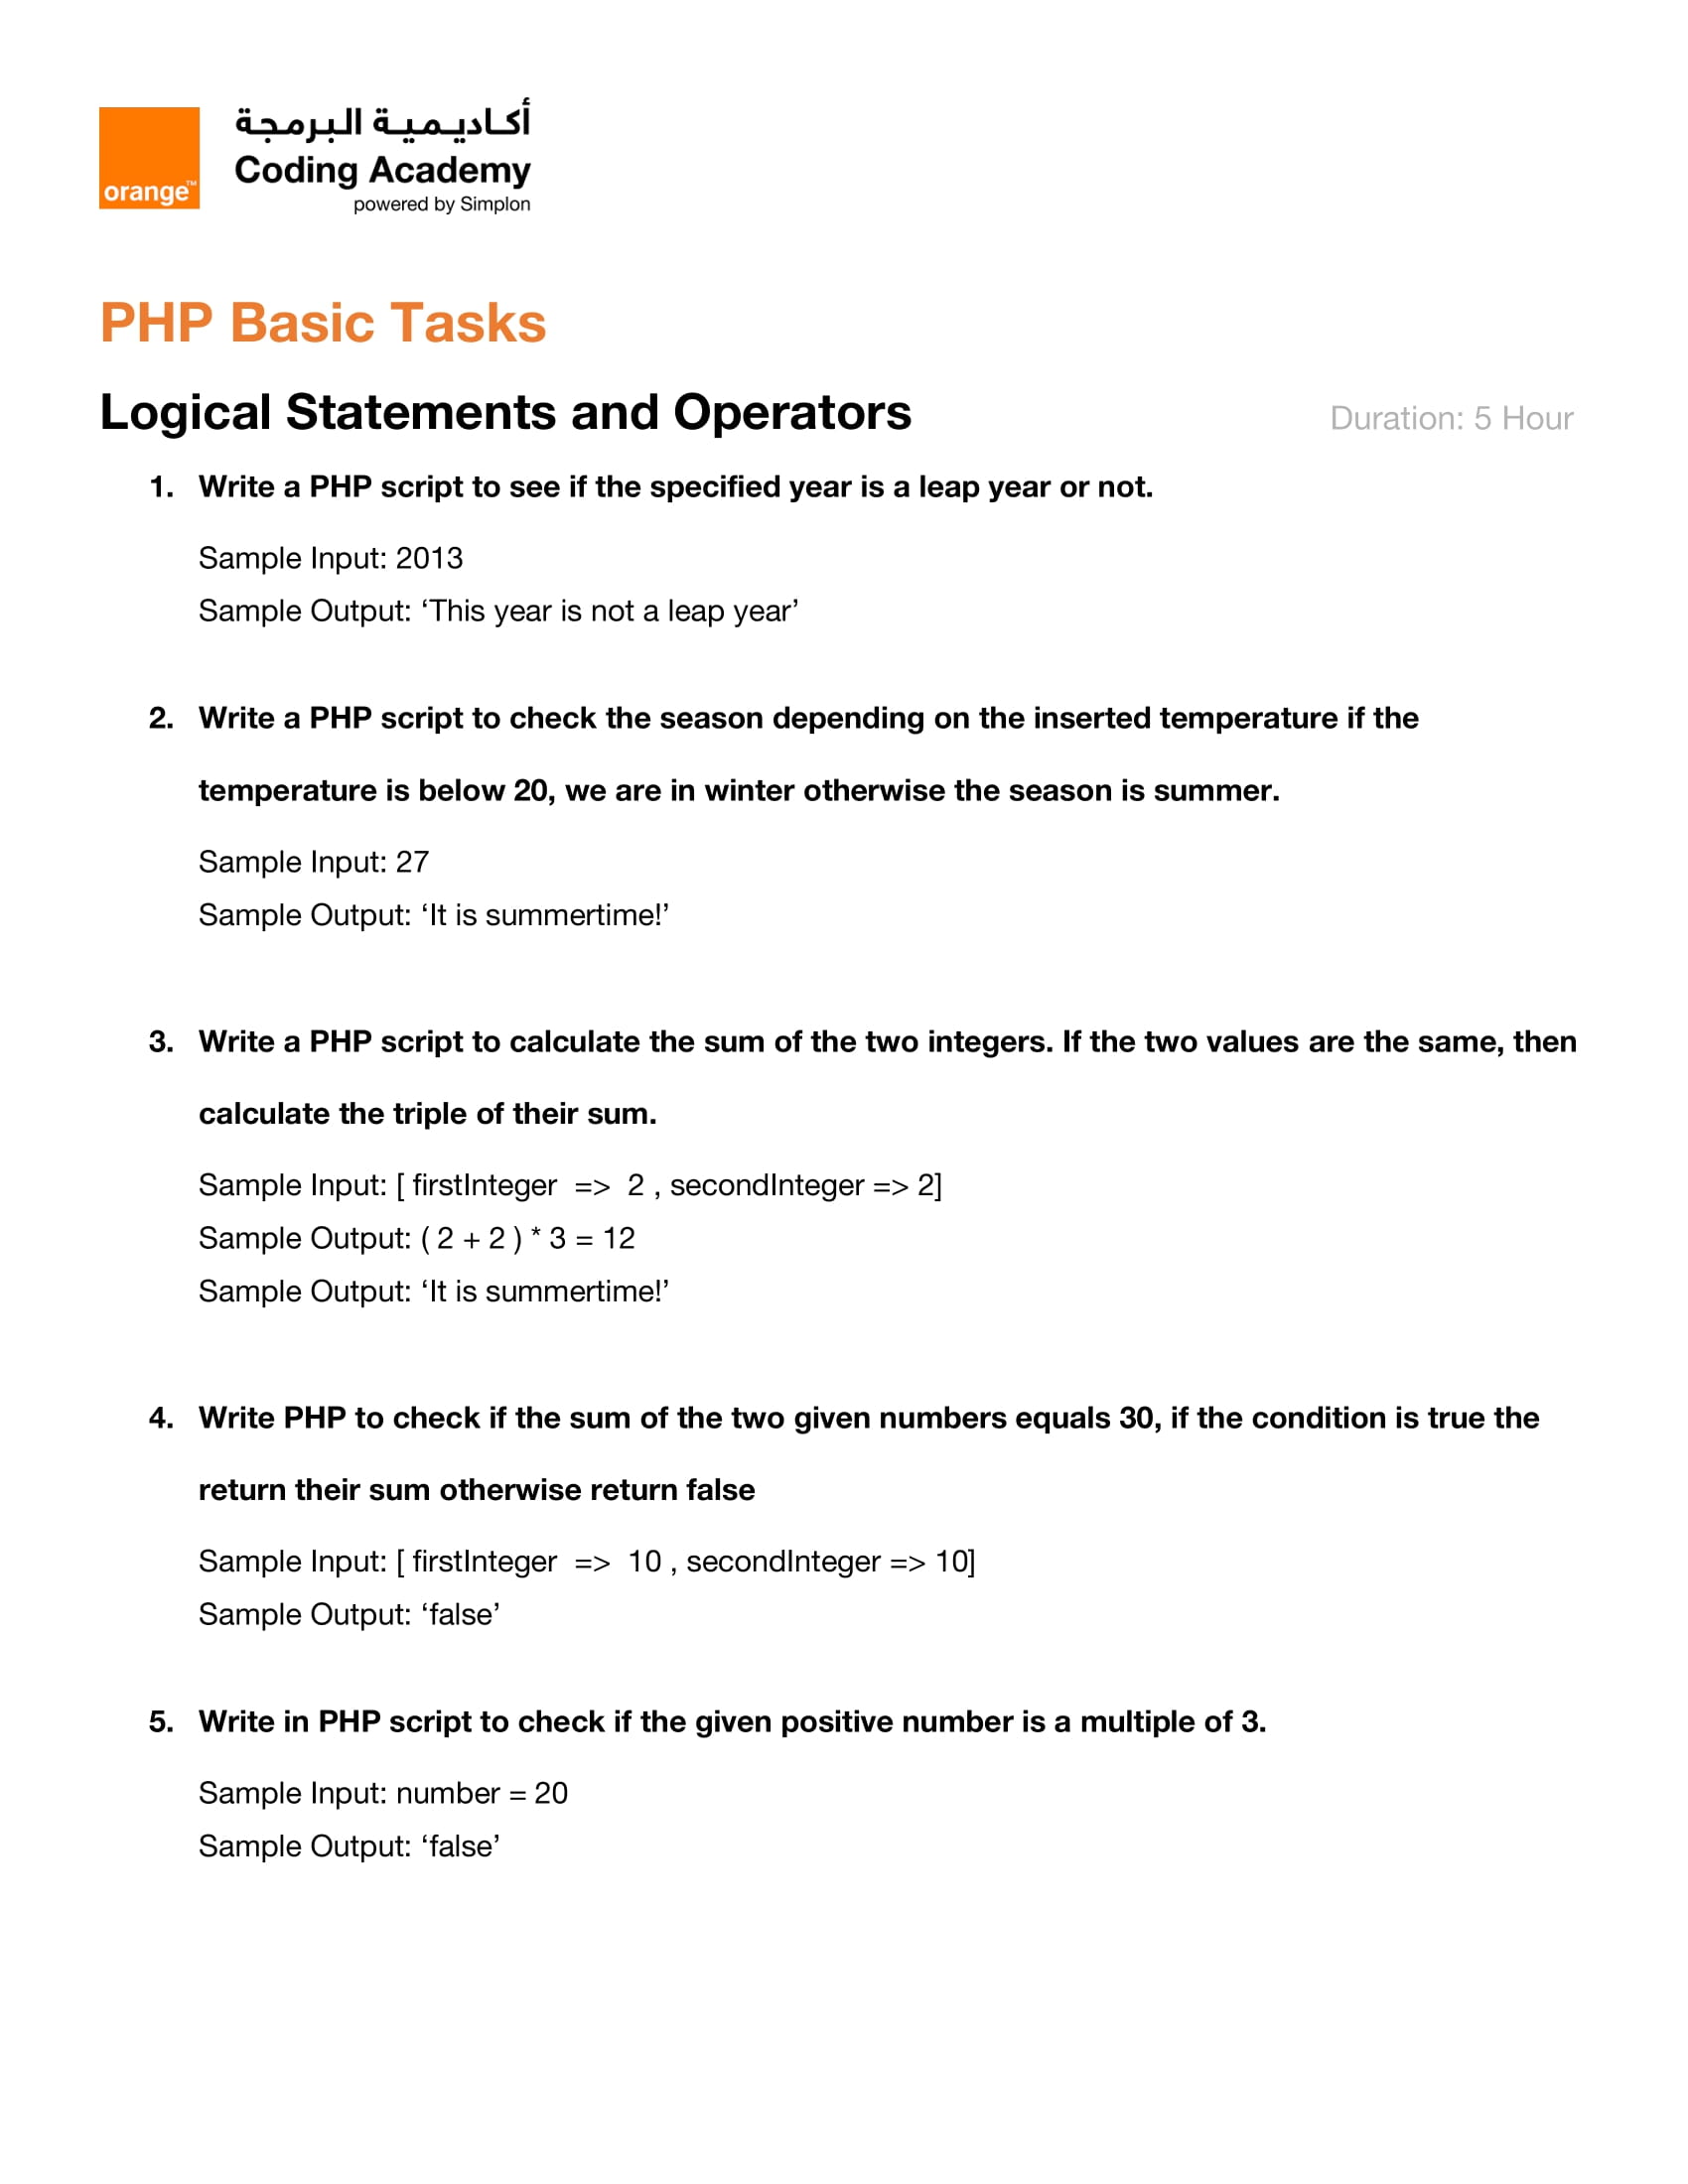 أكاديمية البرمجة
Coding Academy
powered by Simplon
orange™
PHP Basic Tasks
Logical Statements and Operators
Duration: 5 Hour
1. Write a PHP script to see if the specified year is a leap year or not.
Sample Input: 2013
Sample Output: ‘This year is not a leap year’
2. Write a PHP script to check the season depending on the inserted temperature if the
temperature is below 20, we are in winter otherwise the season is summer.
Sample Input: 27
Sample Output: ‘It is summertime!’
3. Write a PHP script to calculate the sum of the two integers. If the two values are the same, then
calculate the triple of their sum.
Sample Input: [ firstInteger => 2 , secondInteger => 2]
Sample Output: ( 2 + 2 ) * 3 = 12
Sample Output: ‘It is summertime!’
4. Write PHP to check if the sum of the two given numbers equals 30, if the condition is true the
return their sum otherwise return false
Sample Input: [ firstInteger => 10 , secondInteger => 10]
Sample Output: ‘false’
5. Write in PHP script to check if the given positive number is a multiple of 3.
Sample Input: number = 20
Sample Output: ‘false’